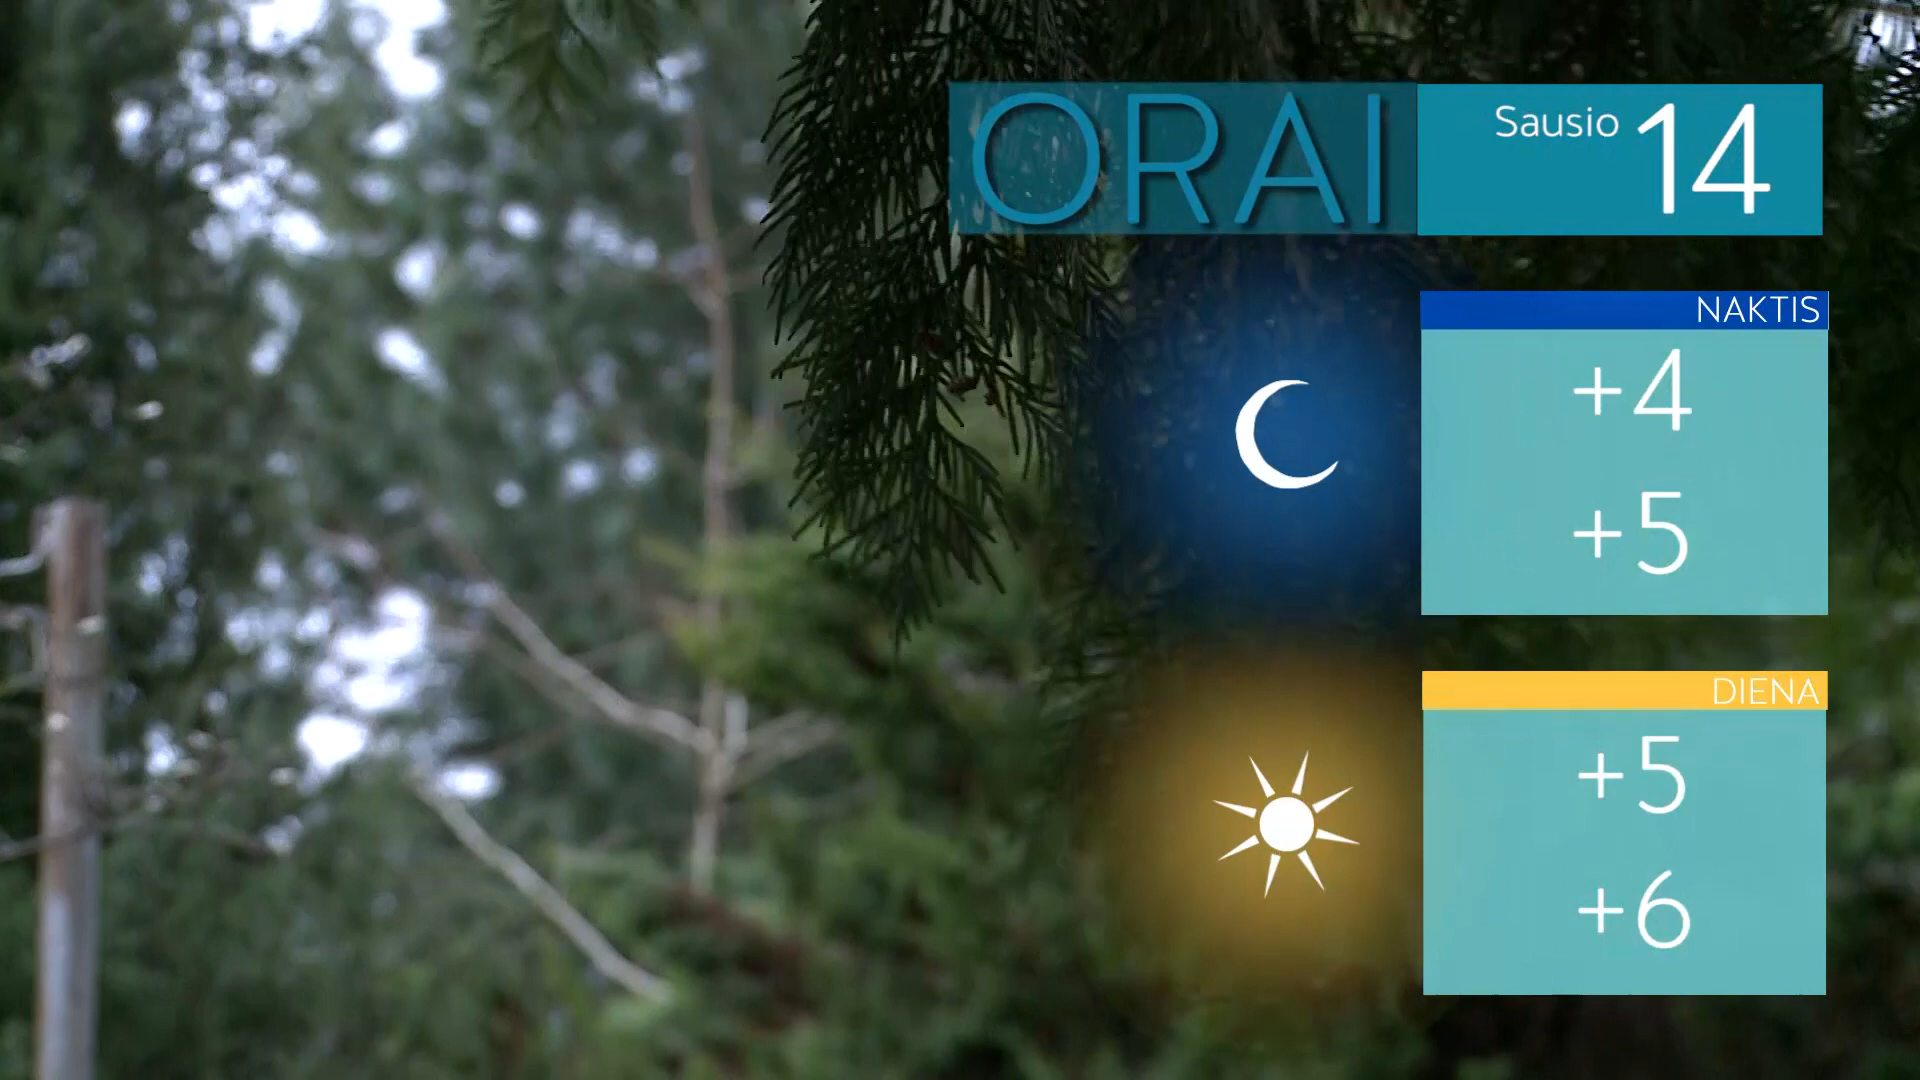 ORAI
Sausio 14
NAKTIS
+4
+5
DIENA
+5
+6